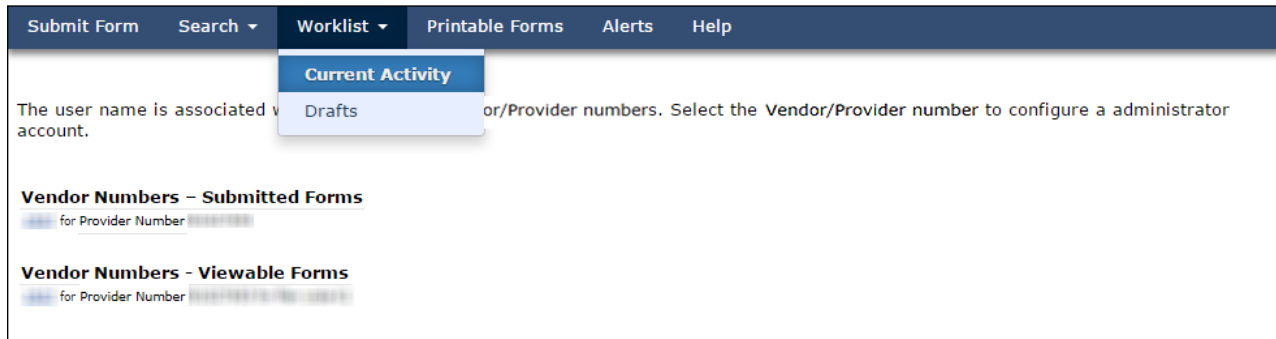 Submit Form Search Worklist Printable Forms Alerts Help
Current Activity
Drafts
The user name is associated or/Provider numbers. Select the Vendor/Provider number to configure a administrator
account.
Vendor Numbers – Submitted Forms
for Provider Number
Vendor Numbers - Viewable Forms
for Provider Number